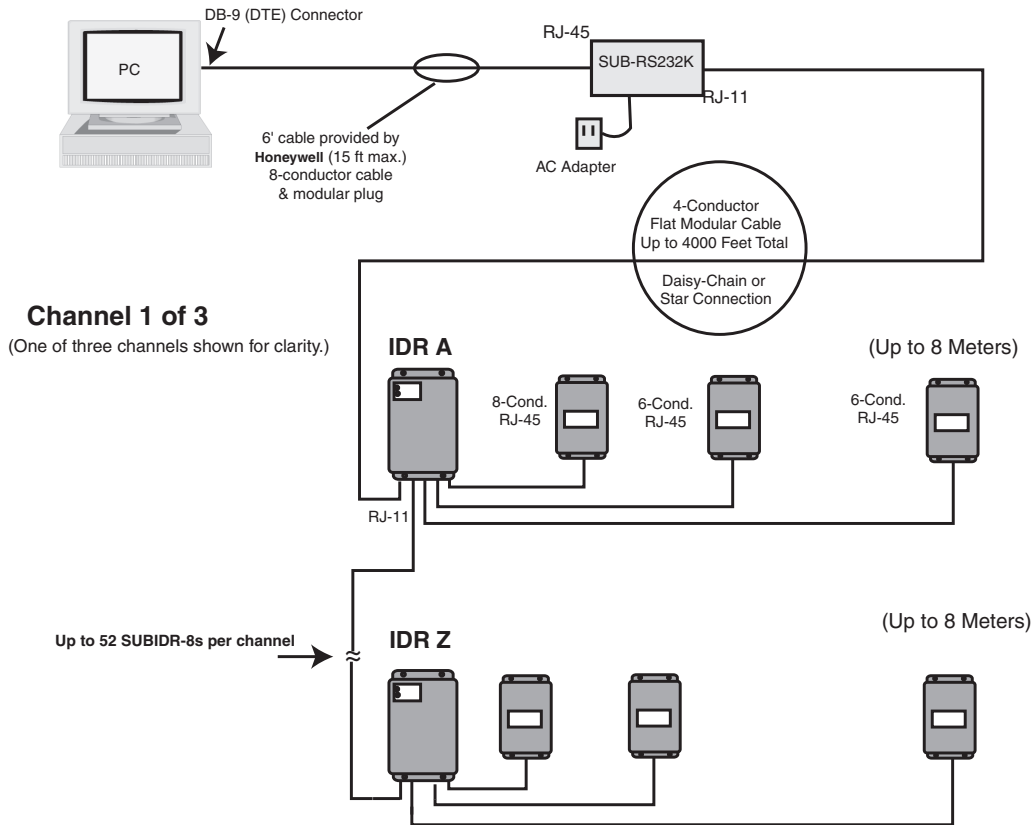 DB-9 (DTE) Connector
PC
RJ-45
SUB-RS232K
RJ-11
AC Adapter
6' cable provided by
Honeywell (15 ft max.)
8-conductor cable
& modular plug
4-Conductor
Flat Modular Cable
Up to 4000 Feet Total
Daisy-Chain or
Star Connection
Channel 1 of 3
(One of three channels shown for clarity.)
IDR A
(Up to 8 Meters)
8-Cond.
RJ-45
6-Cond.
RJ-45
6-Cond.
RJ-45
RJ-11
Up to 52 SUBIDR-8s per channel
≈
IDR Z
(Up to 8 Meters)